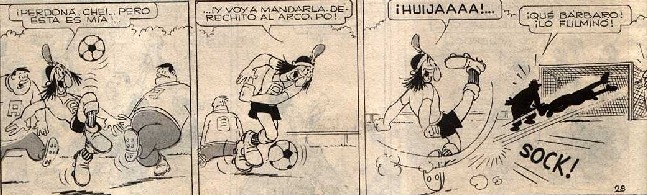 ¡PERDONA, CHEI, PERO
ESTA ES MÍA!...
...¡Y VOY A MANDARLA DE-
RECHITO AL ARCO, PO!
¡HUIJAAAA!...
¡QUÉ BÁRBARO!
¡LO FULMINÓ!
SOCK!
28